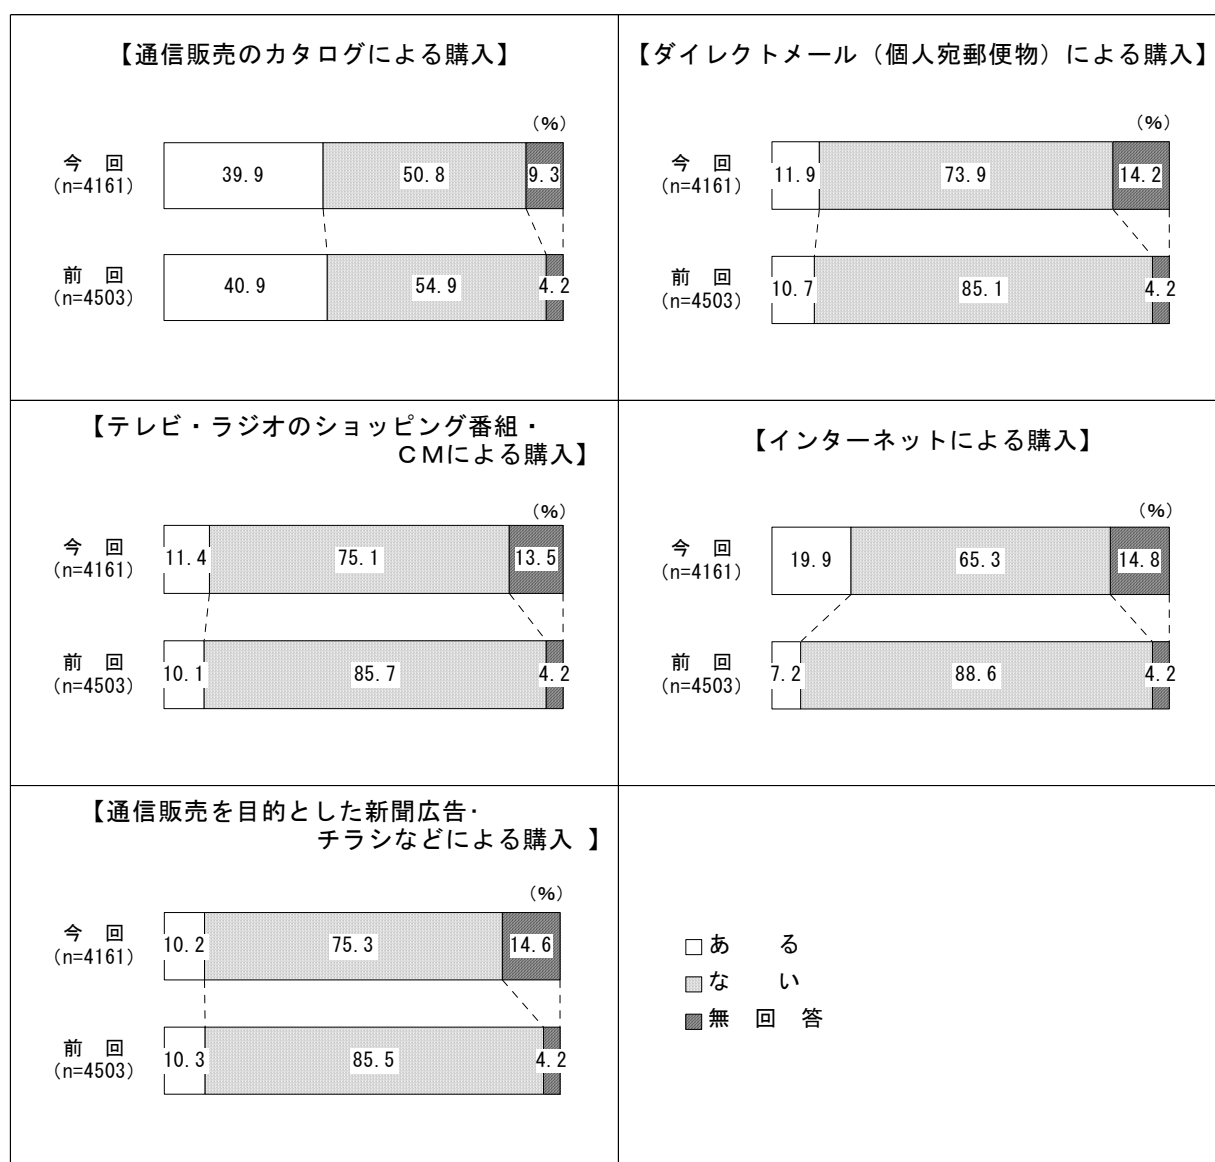 【通信販売のカタログによる購入】
(%)
今 回
(n=4161)
39.9
50.8
9.3
前 回
(n=4503)
40.9
54.9
4.2
【ダイレクトメール（個人宛郵便物）による購入】
(%)
今 回
(n=4161)
11.9
73.9
14.2
前 回
(n=4503)
10.7
85.1
4.2
【テレビ・ラジオのショッピング番組・
ＣＭによる購入】
(%)
今 回
(n=4161)
11.4
75.1
13.5
前 回
(n=4503)
10.1
85.7
4.2
【インターネットによる購入】
(%)
今 回
(n=4161)
19.9
65.3
14.8
前 回
(n=4503)
7.2
88.6
4.2
【通信販売を目的とした新聞広告･
チラシなどによる購入 】
(%)
今 回
(n=4161)
10.2
75.3
14.6
前 回
(n=4503)
10.3
85.5
4.2
あ る
な い
無 回 答